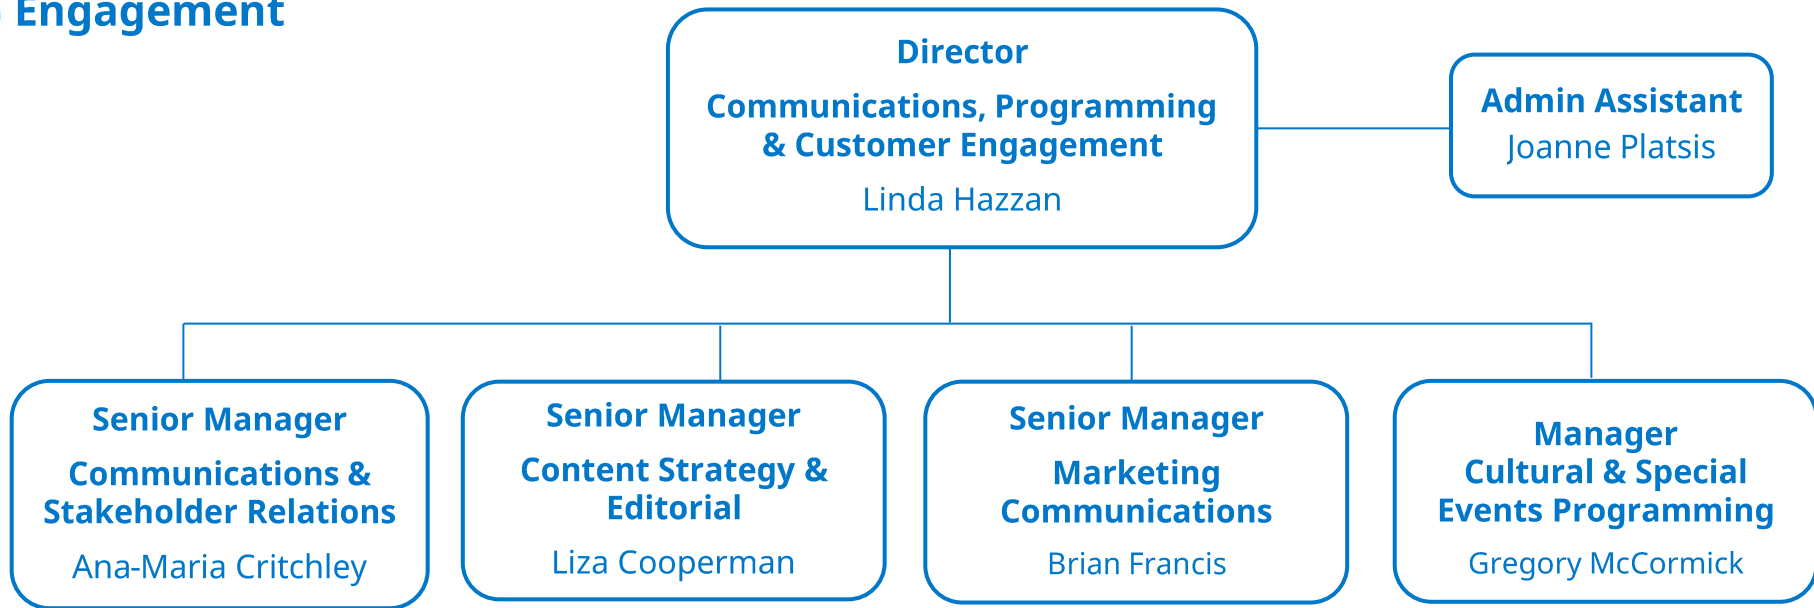 Engagement
Director
Communications, Programming
& Customer Engagement
Linda Hazzan
Admin Assistant
Joanne Platsis
Senior Manager
Communications &
Stakeholder Relations
Ana-Maria Critchley
Senior Manager
Content Strategy &
Editorial
Liza Cooperman
Senior Manager
Marketing
Communications
Brian Francis
Manager
Cultural & Special
Events Programming
Gregory McCormick